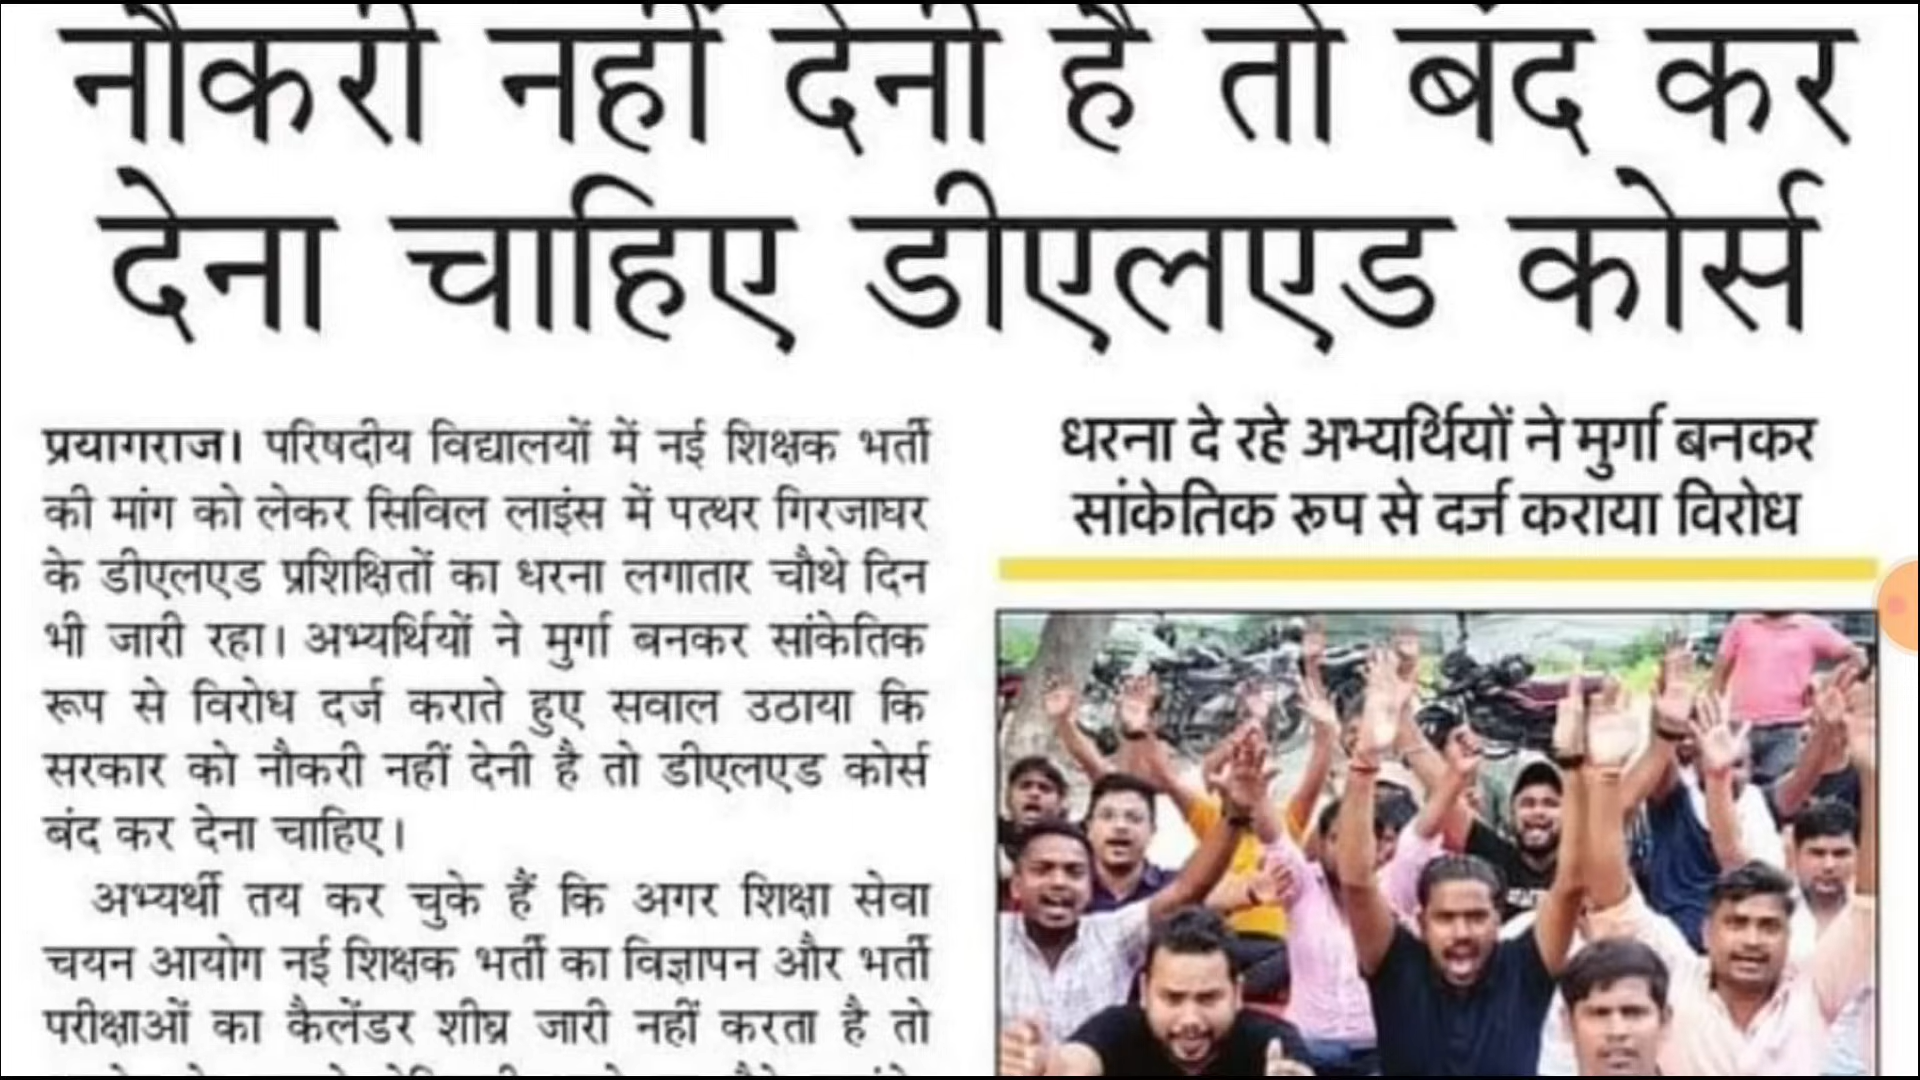 नौकरी नहीं देनी है तो बंद कर
देना चाहिए डीएलएड कोर्स
प्रयागराज। परिषदीय विद्यालयों में नई शिक्षक भर्ती
की मांग को लेकर सिविल लाइंस में पत्थर गिरजाघर
के डीएलएड प्रशिक्षितों का धरना लगातार चौथे दिन
भी जारी रहा। अभ्यर्थियों ने मुर्गा बनकर सांकेतिक
रूप से विरोध दर्ज कराते हुए सवाल उठाया कि
सरकार को नौकरी नहीं देनी है तो डीएलएड कोर्स
बंद कर देना चाहिए।
अभ्यर्थी तय कर चुके हैं कि अगर शिक्षा सेवा
चयन आयोग नई शिक्षक भर्ती का विज्ञापन और भर्ती
परीक्षाओं का कैलेंडर शीघ्र जारी नहीं करता है तो
धरना दे रहे अभ्यर्थियों ने मुर्गा बनकर
सांकेतिक रूप से दर्ज कराया विरोध